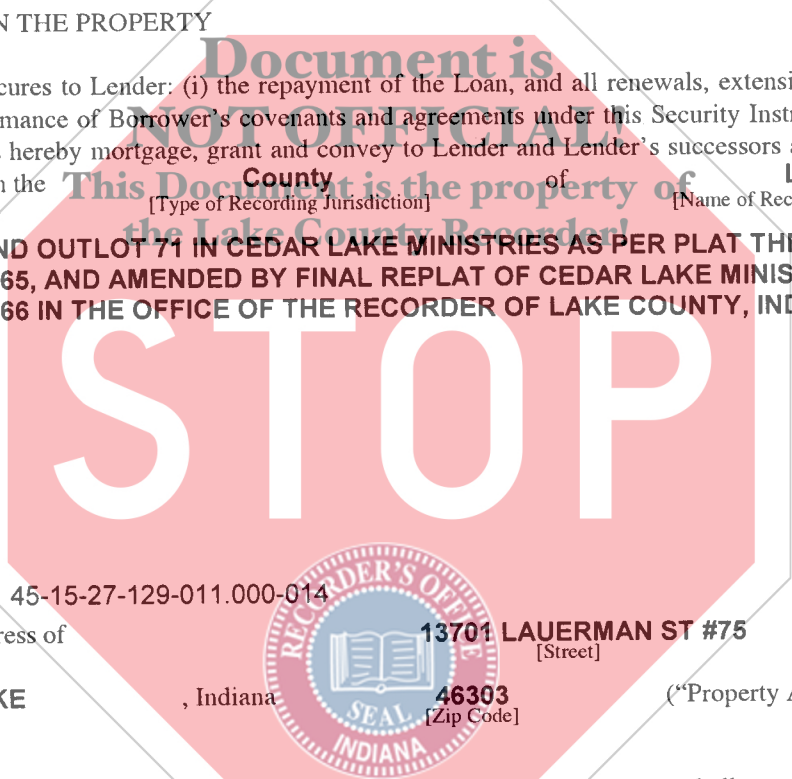 N THE PROPERTY
Document is
cures to Lender: (i) the repayment of the Loan, and all renewals, extensi
mance of Borrower's covenants and agreements under this Security Instr
NOT OFFICIAL!
hereby mortgage, grant and convey to Lender and Lender's successors a
n the County of L
This Document is the property of
[Type of Recording Jurisdiction] [Name of Rec
the Lake County Recorder!
ND OUTLOT 71 IN CEDAR LAKE MINISTRIES AS PER PLAT THE
65, AND AMENDED BY FINAL REPLAT OF CEDAR LAKE MINIS
66 IN THE OFFICE OF THE RECORDER OF LAKE COUNTY, IND
STOP
45-15-27-129-011.000-014
RECORDER'S OFFICE
ress of 13701 LAUERMAN ST #75
[Street]
KE , Indiana 46303 ("Property A
[Zip Code]
SEAL
INDIANA